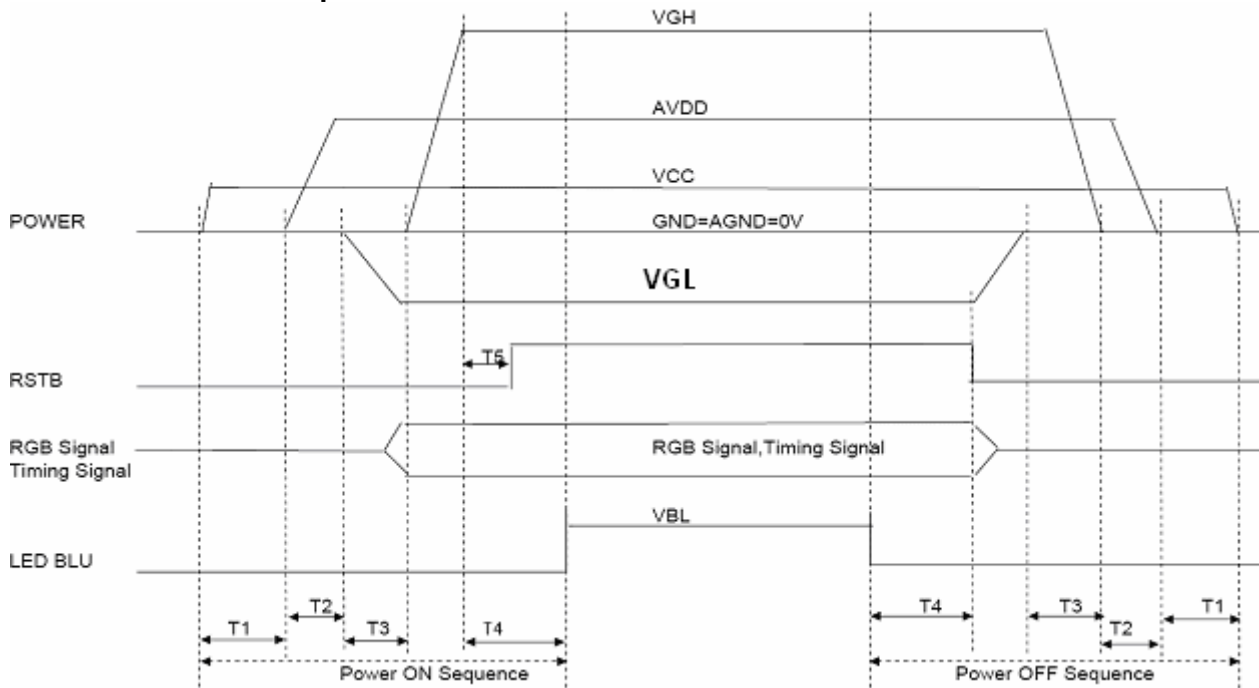 VGH
AVDD
VCC
POWER
GND=AGND=0V
VGL
T5
RSTB
RGB Signal
Timing Signal
RGB Signal,Timing Signal
VBL
LED BLU
T1
T2
T3
T4
T4
T3
T2
T1
Power ON Sequence
Power OFF Sequence